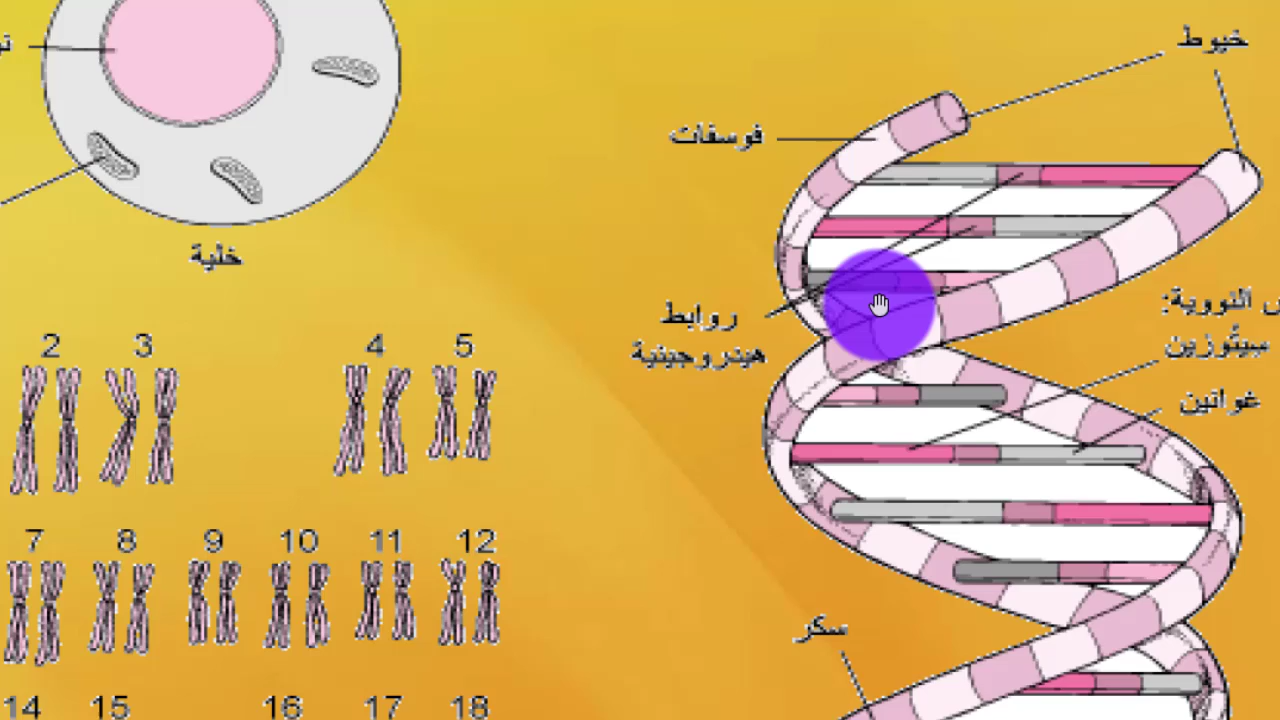 خيوط
فوسفات
خلية
النووية:
روابط
هيدروجينية
سيتوزين
غوانين
2 3 4 5
7 8 9 10 11 12
سكر
14 15 16 17 18